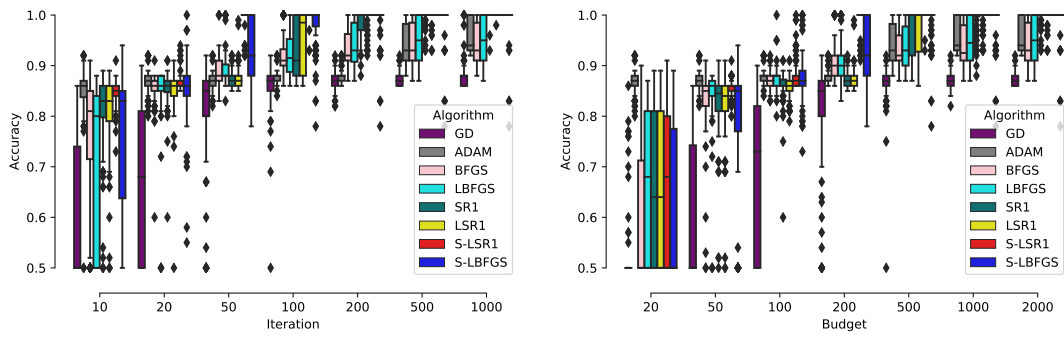 1.0
0.9
0.8
0.7
0.6
0.5
Accuracy
10 20 50 100 200 500 1000
Iteration
Algorithm
GD
ADAM
BFGS
LBFGS
SR1
LSR1
S-LSR1
S-LBFGS
1.0
0.9
0.8
0.7
0.6
0.5
Accuracy
20 50 100 200 500 1000 2000
Budget
Algorithm
GD
ADAM
BFGS
LBFGS
SR1
LSR1
S-LSR1
S-LBFGS